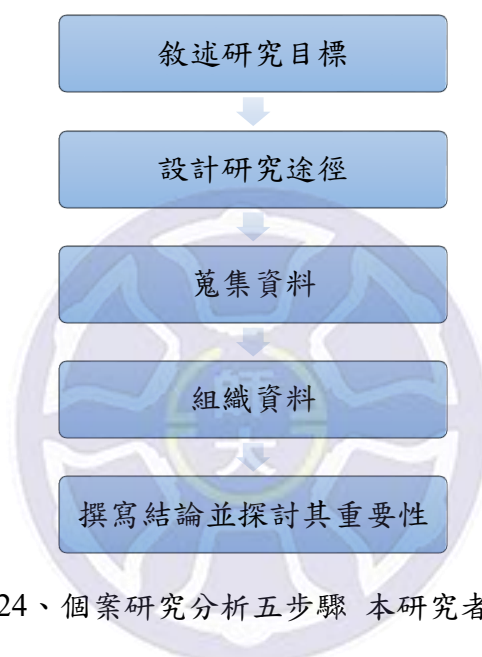 敘述研究目標
設計研究途徑
蒐集資料
組織資料
師
大
撰寫結論並探討其重要性
24、個案研究分析五步驟 本研究者